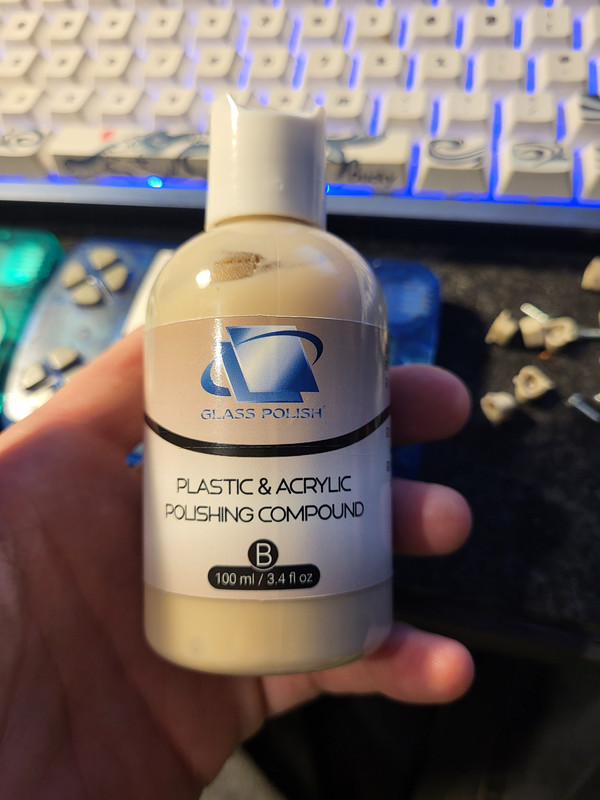 GLASS POLISH
PLASTIC & ACRYLIC
POLISHING COMPOUND
B
100 ml / 3.4 fl oz